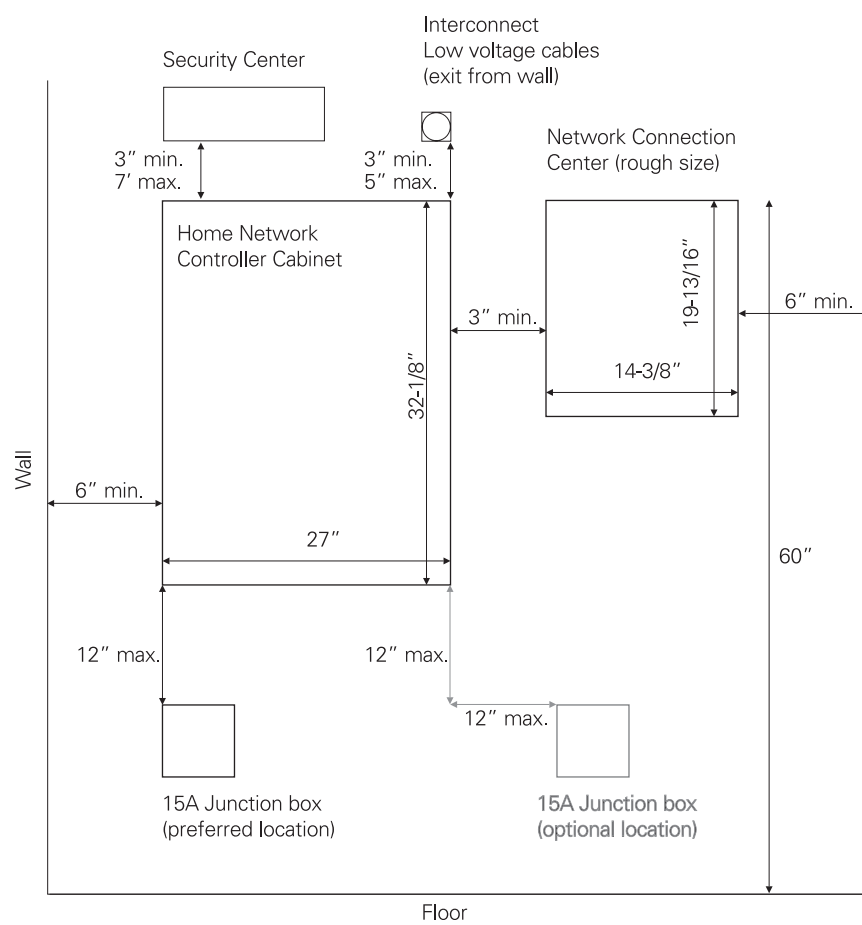 Interconnect
Low voltage cables
(exit from wall)
Security Center
Network Connection
Center (rough size)
3” min.
7’ max.
3” min.
5” max.
Home Network
Controller Cabinet
19-13/16”
6” min.
3” min.
14-3/8”
32-1/8”
Wall
6” min.
27”
60”
12” max.
12” max.
12” max.
15A Junction box
(preferred location)
15A Junction box
(optional location)
Floor